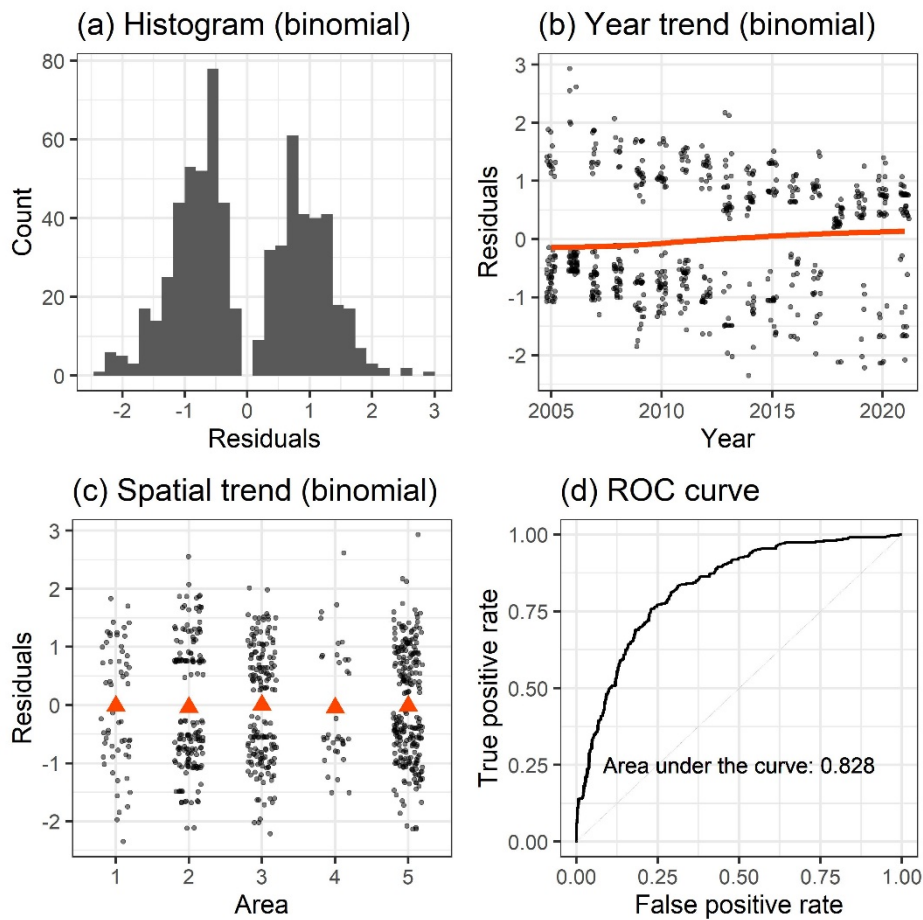 (a) Histogram (binomial)
80
60
40
20
0
Count
-2 -1 0 1 2 3
Residuals
(b) Year trend (binomial)
3
2
1
0
-1
-2
Residuals
2005 2010 2015 2020
Year
(c) Spatial trend (binomial)
3
2
1
0
-1
-2
Residuals
1 2 3 4 5
Area
(d) ROC curve
1.00
0.75
0.50
0.25
0.00
True positive rate
Area under the curve: 0.828
0.00 0.25 0.50 0.75 1.00
False positive rate